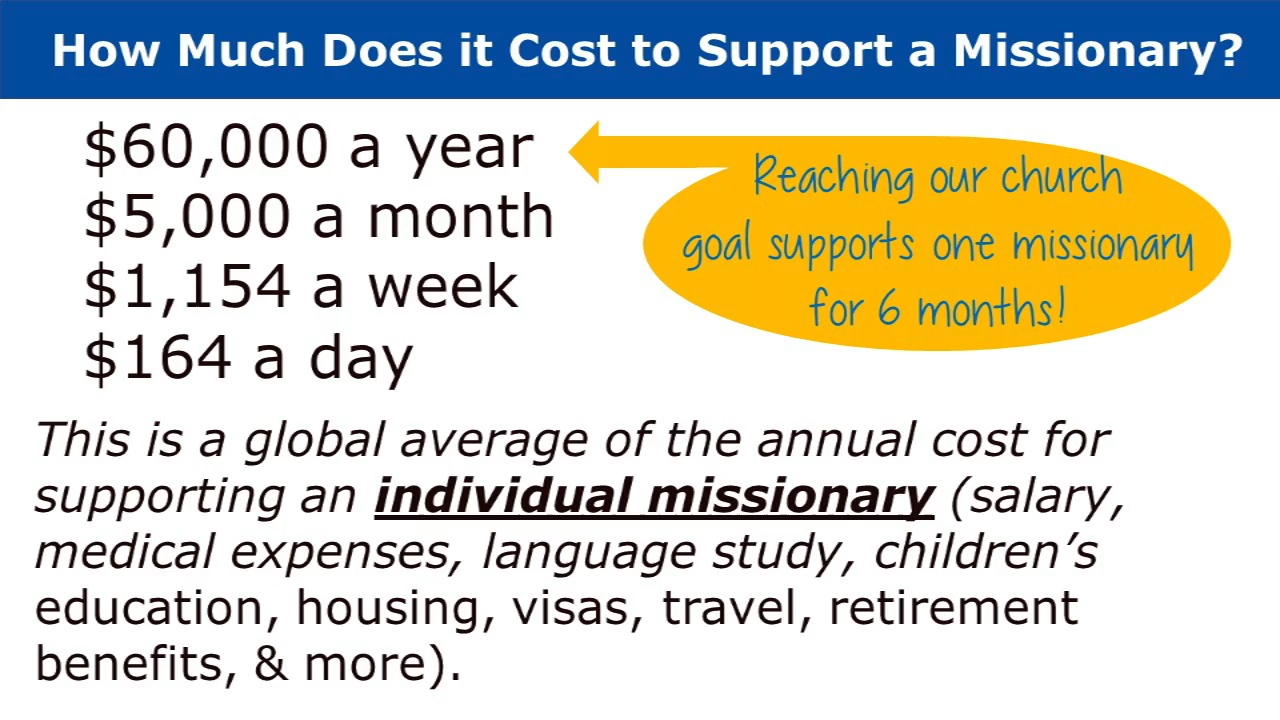 How Much Does it Cost to Support a Missionary?
$60,000 a year
$5,000 a month
$1,154 a week
$164 a day
Reaching our church
goal supports one missionary
for 6 months!
This is a global average of the annual cost for
supporting an individual missionary (salary,
medical expenses, language study, children’s
education, housing, visas, travel, retirement
benefits, & more).